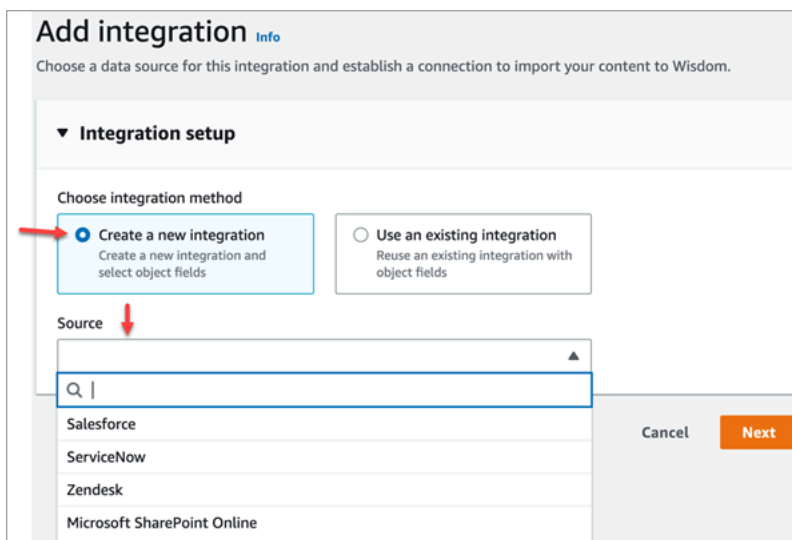 Add integration Info
Choose a data source for this integration and establish a connection to import your content to Wisdom.
Integration setup
Choose integration method
Create a new integration
Create a new integration and
select object fields
Use an existing integration
Reuse an existing integration with
object fields
Source
Salesforce
ServiceNow
Zendesk
Microsoft SharePoint Online
Cancel
Next